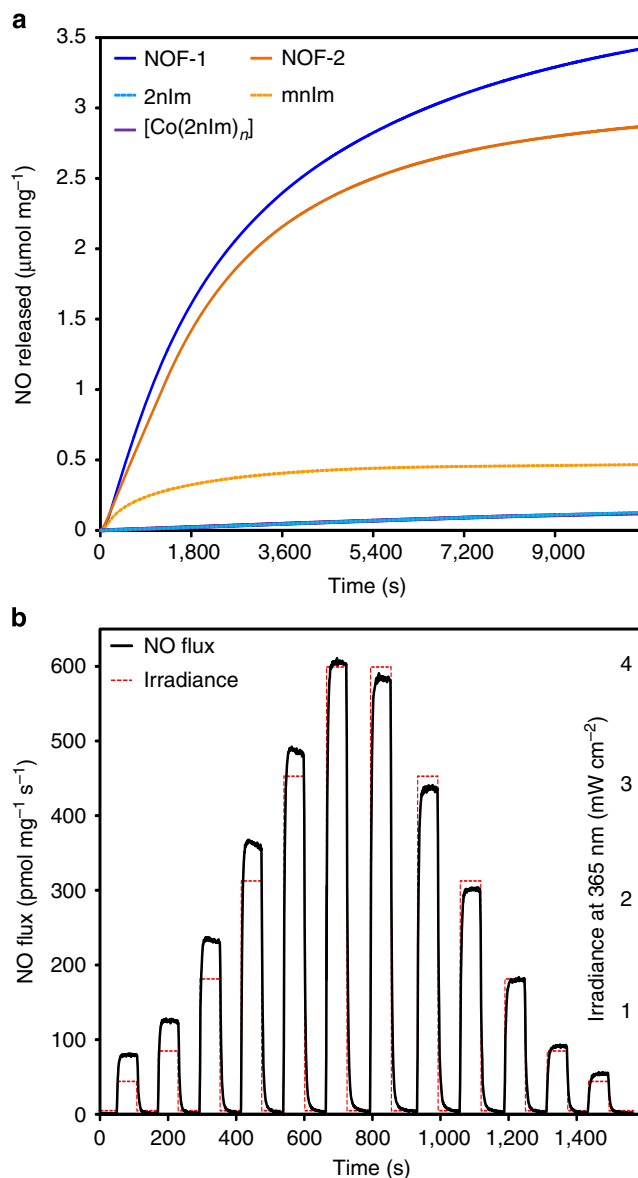 a
NOF-1
NOF-2
2nIm
mnIm
[Co(2nIm)n]
NO released (μmol mg−1)
3.5
3
2.5
2
1.5
1
0.5
0
0 1,800 3,600 5,400 7,200 9,000
Time (s)
b
NO flux
Irradiance
NO flux (pmol mg−1 s−1)
600
500
400
300
200
100
0
4
3
2
1
Irradiance at 365 nm (mW cm−2)
0 200 400 600 800 1,000 1,200 1,400
Time (s)